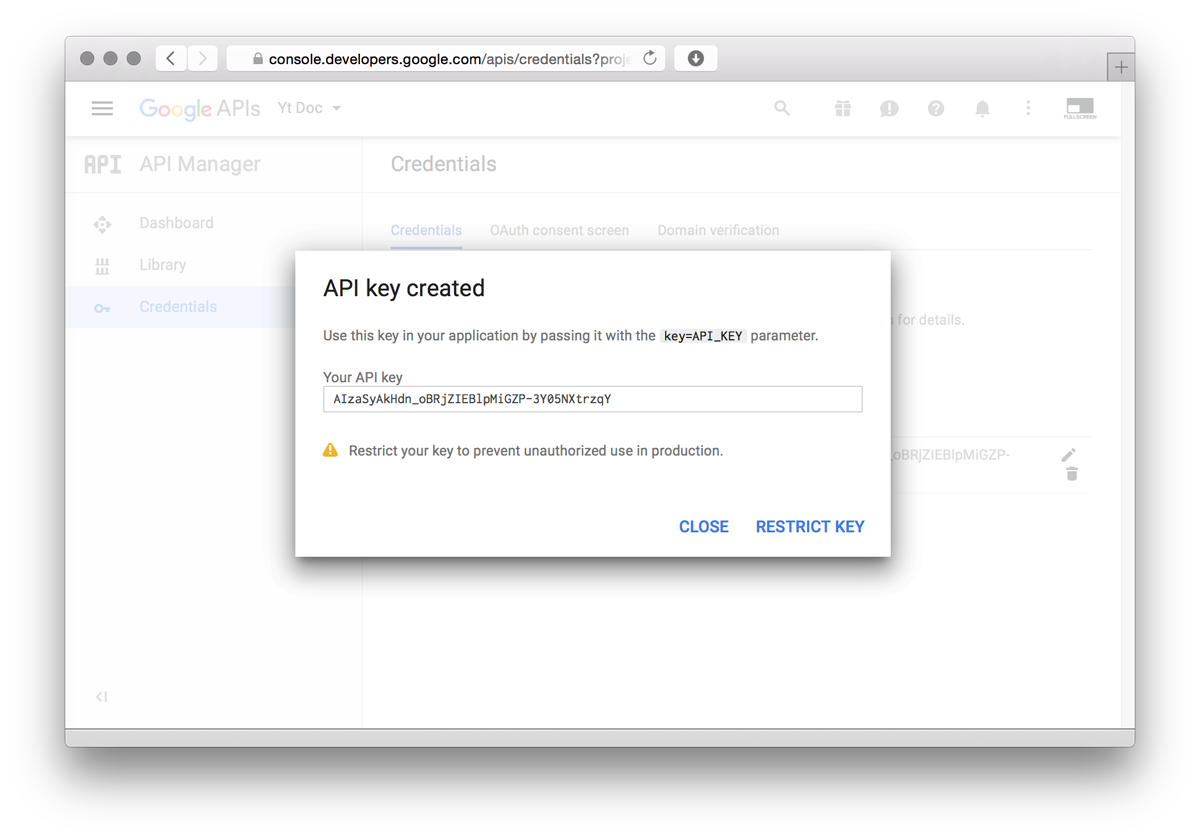 console.developers.google.com/apis/credentials?proje
Google APIs Yt Doc
FULLSCREEN
API API Manager Credentials
Dashboard
Credentials OAuth consent screen Domain verification
Library
API key created
Credentials
for details.
Use this key in your application by passing it with the key=API_KEY parameter.
Your API key
AIzaSyAkHdn_oBRjZIEBlpMiGZP-3Y05NXtrzqY
Restrict your key to prevent unauthorized use in production.
_oBRjZIEBlpMiGZP-
CLOSE RESTRICT KEY